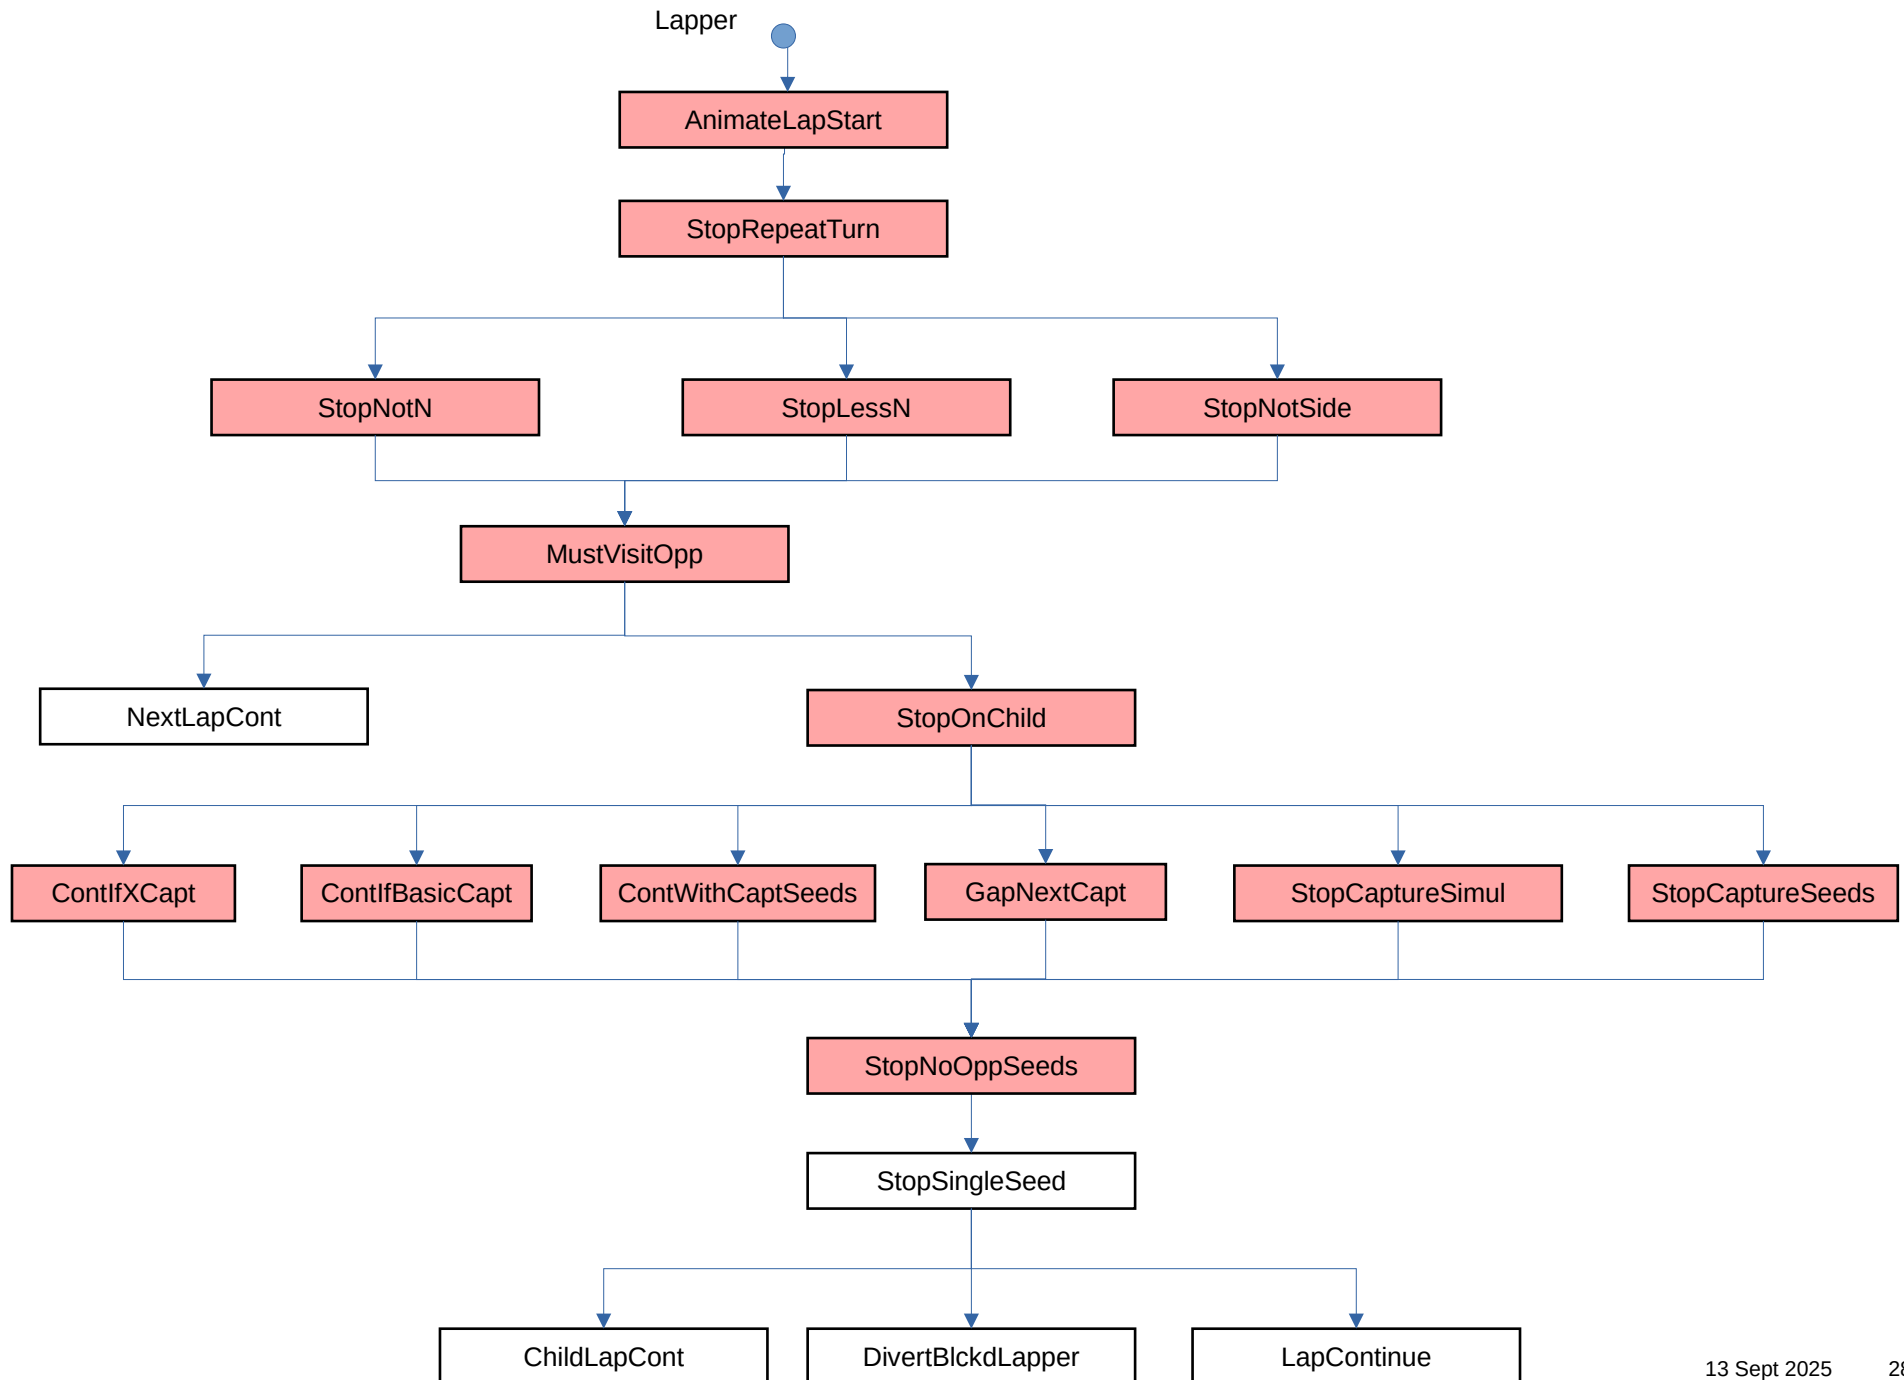 Lapper
AnimateLapStart
StopRepeatTurn
StopNotN
StopLessN
StopNotSide
MustVisitOpp
NextLapCont
StopOnChild
ContIfXCapt
ContIfBasicCapt
ContWithCaptSeeds
GapNextCapt
StopCaptureSimul
StopCaptureSeeds
StopNoOppSeeds
StopSingleSeed
ChildLapCont
DivertBlckdLapper
LapContinue
13 Sept 2025 28